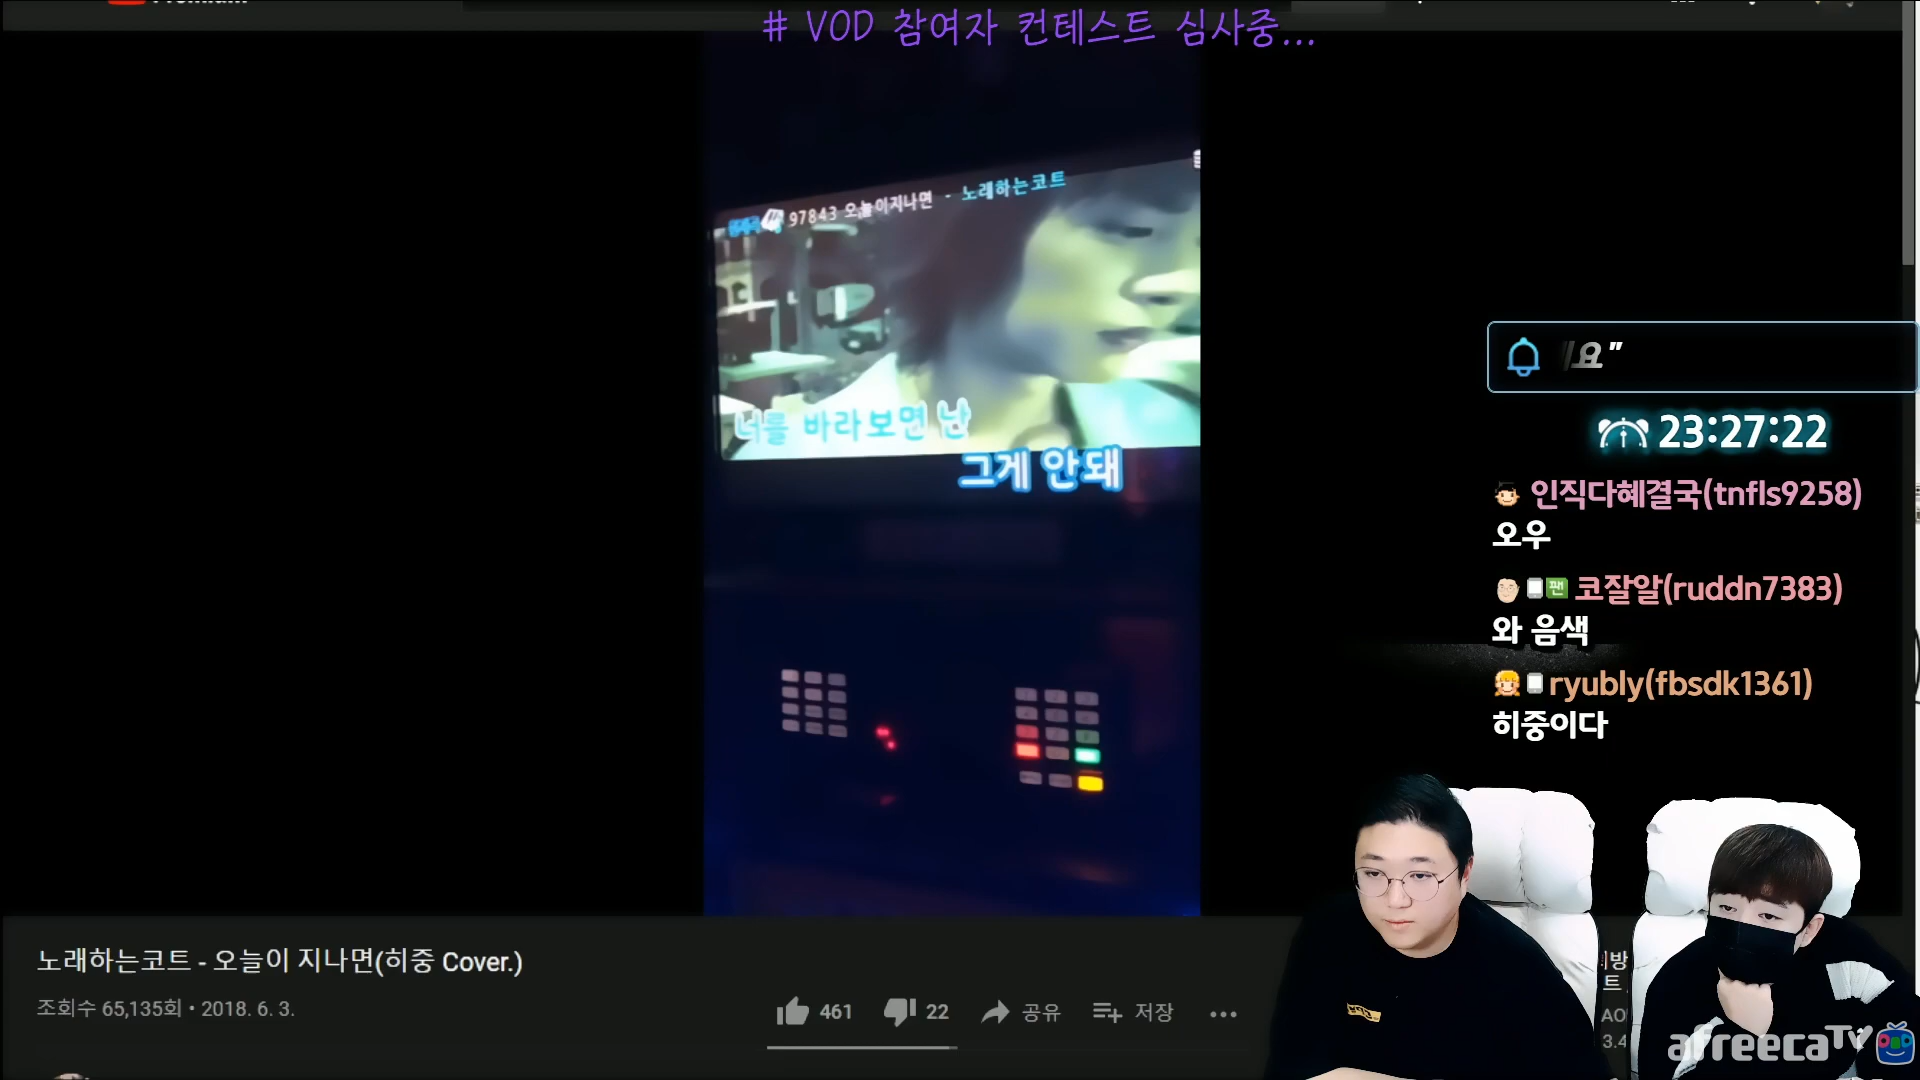 # VOD 참여자 컨테스트 심사중...
97843 오늘이지나면 - 노래하는코트
너를 바라보면 난
그게 안돼
요"
23:27:22
인직다혜결국(tnfls9258)
오우
팬 코잘알(ruddn7383)
와 음색
ryubly(fbsdk1361)
히중이다
노래하는코트 - 오늘이 지나면(히중 Cover.)
조회수 65,135회 • 2018. 6. 3.
461
22
공유
저장
afreecaTV